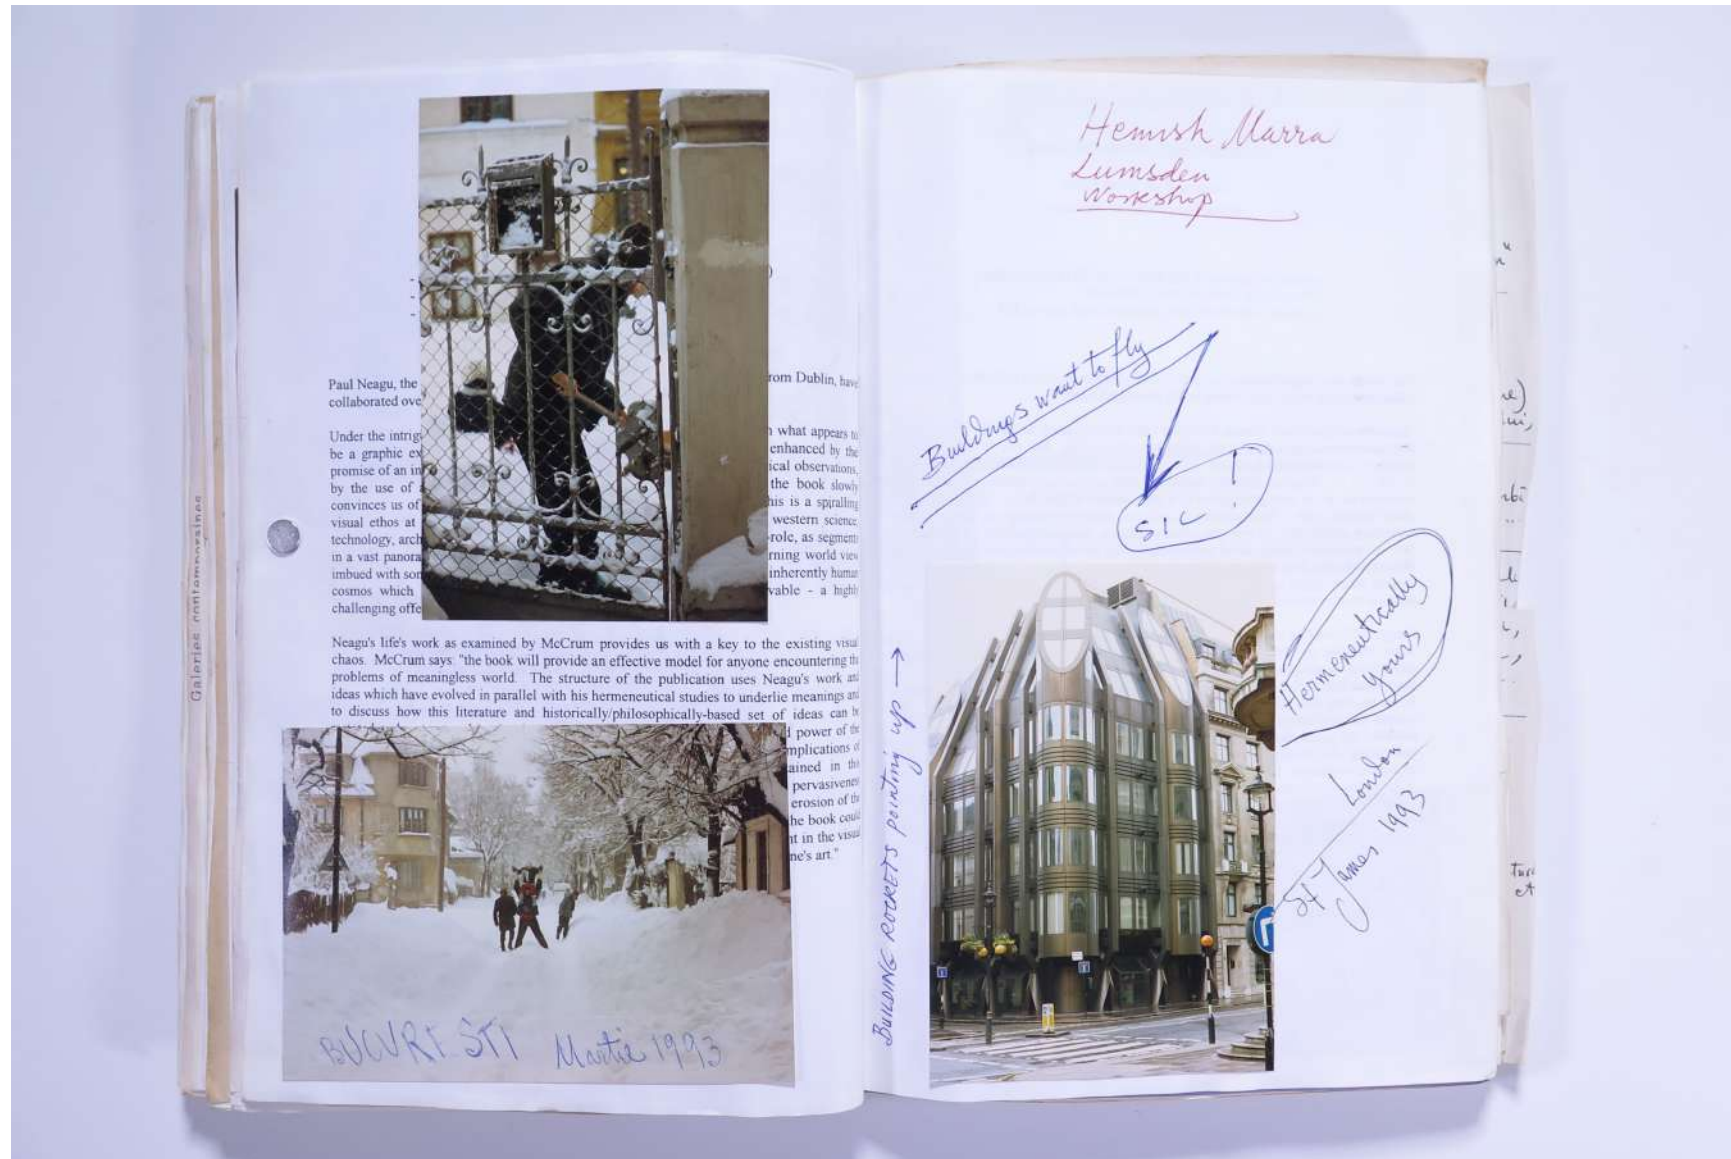 Galeries contemporaines
Paul Neagu, the
rom Dublin, have
collaborated ove
Under the intrig
n what appears to
be a graphic ex
enhanced by the
promise of an in
ical observations,
by the use of
the book slowly
convinces us of
his is a spiralling
visual ethos at
western science,
technology, arch
-role, as segment
in a vast panora
rning world view
imbued with sor
inherently human
cosmos which
vable - a highly
challenging offe
Neagu's life's work as examined by McCrum provides us with a key to the existing visual
chaos. McCrum says "the book will provide an effective model for anyone encountering the
problems of meaningless world. The structure of the publication uses Neagu's work and
ideas which have evolved in parallel with his hermeneutical studies to underlie meanings and
to discuss how this literature and historically/philosophically-based set of ideas can be
d power of the
mplications of
ained in this
pervasiveness
erosion of the
he book could
nt in the visual
ne's art."
BUCUREŞTI Martie 1993
Hemish Marra
Lumsden
Workshop
Buildings want to fly
SIC!
BUILDING ROCKETS pointing up →
Hermeneutically
yours
London
St James 1993